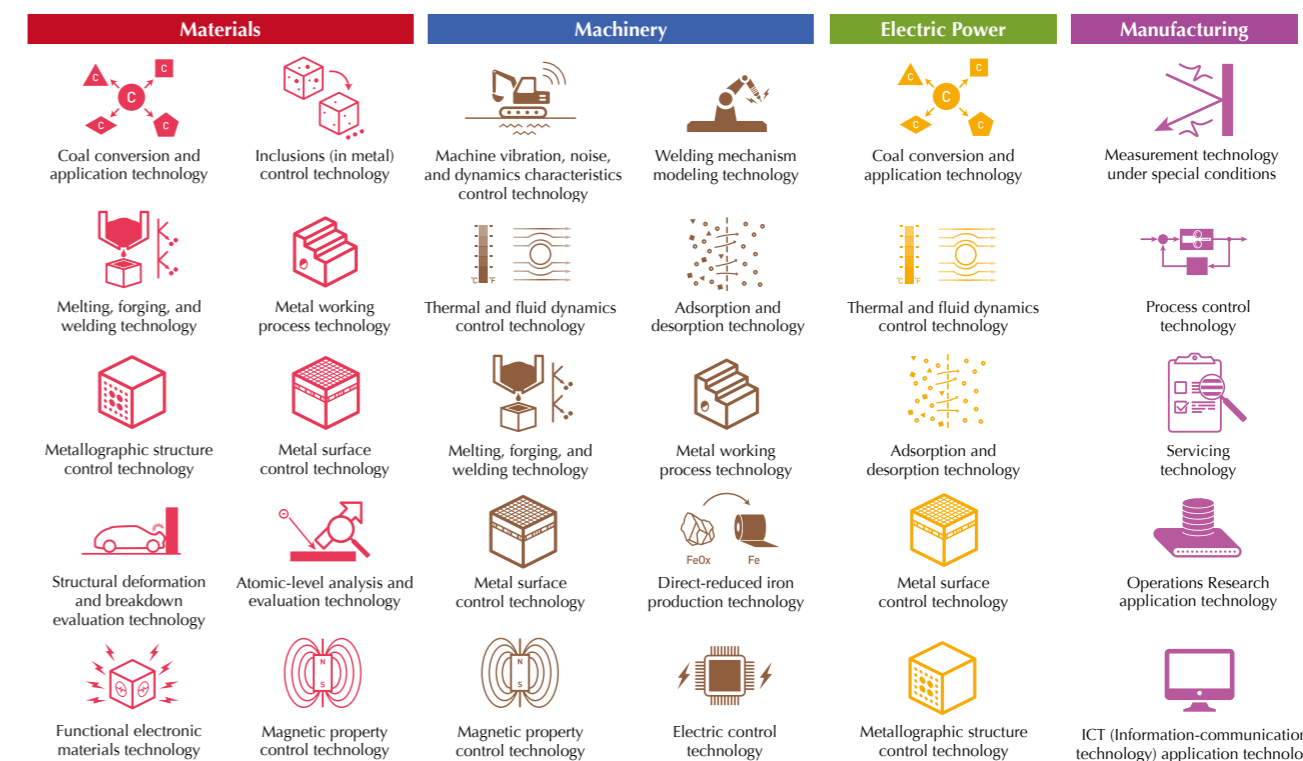 Materials
Machinery
Electric Power
Manufacturing
C
C
C
C
C
Coal conversion and
application technology
Inclusions (in metal)
control technology
Machine vibration, noise,
and dynamics characteristics
control technology
Welding mechanism
modeling technology
C
C
C
C
C
Coal conversion and
application technology
Measurement technology
under special conditions
Melting, forging, and
welding technology
Metal working
process technology
°C °F
Thermal and fluid dynamics
control technology
Adsorption and
desorption technology
°C °F
Thermal and fluid dynamics
control technology
Process control
technology
Metallographic structure
control technology
Metal surface
control technology
Melting, forging, and
welding technology
Metal working
process technology
Adsorption and
desorption technology
Servicing
technology
Structural deformation
and breakdown
evaluation technology
Atomic-level analysis and
evaluation technology
Metal surface
control technology
FeOx Fe
Direct-reduced iron
production technology
Metal surface
control technology
Operations Research
application technology
Functional electronic
materials technology
N
S
Magnetic property
control technology
N
S
Magnetic property
control technology
Electric control
technology
Metallographic structure
control technology
ICT (Information-communication
technology) application